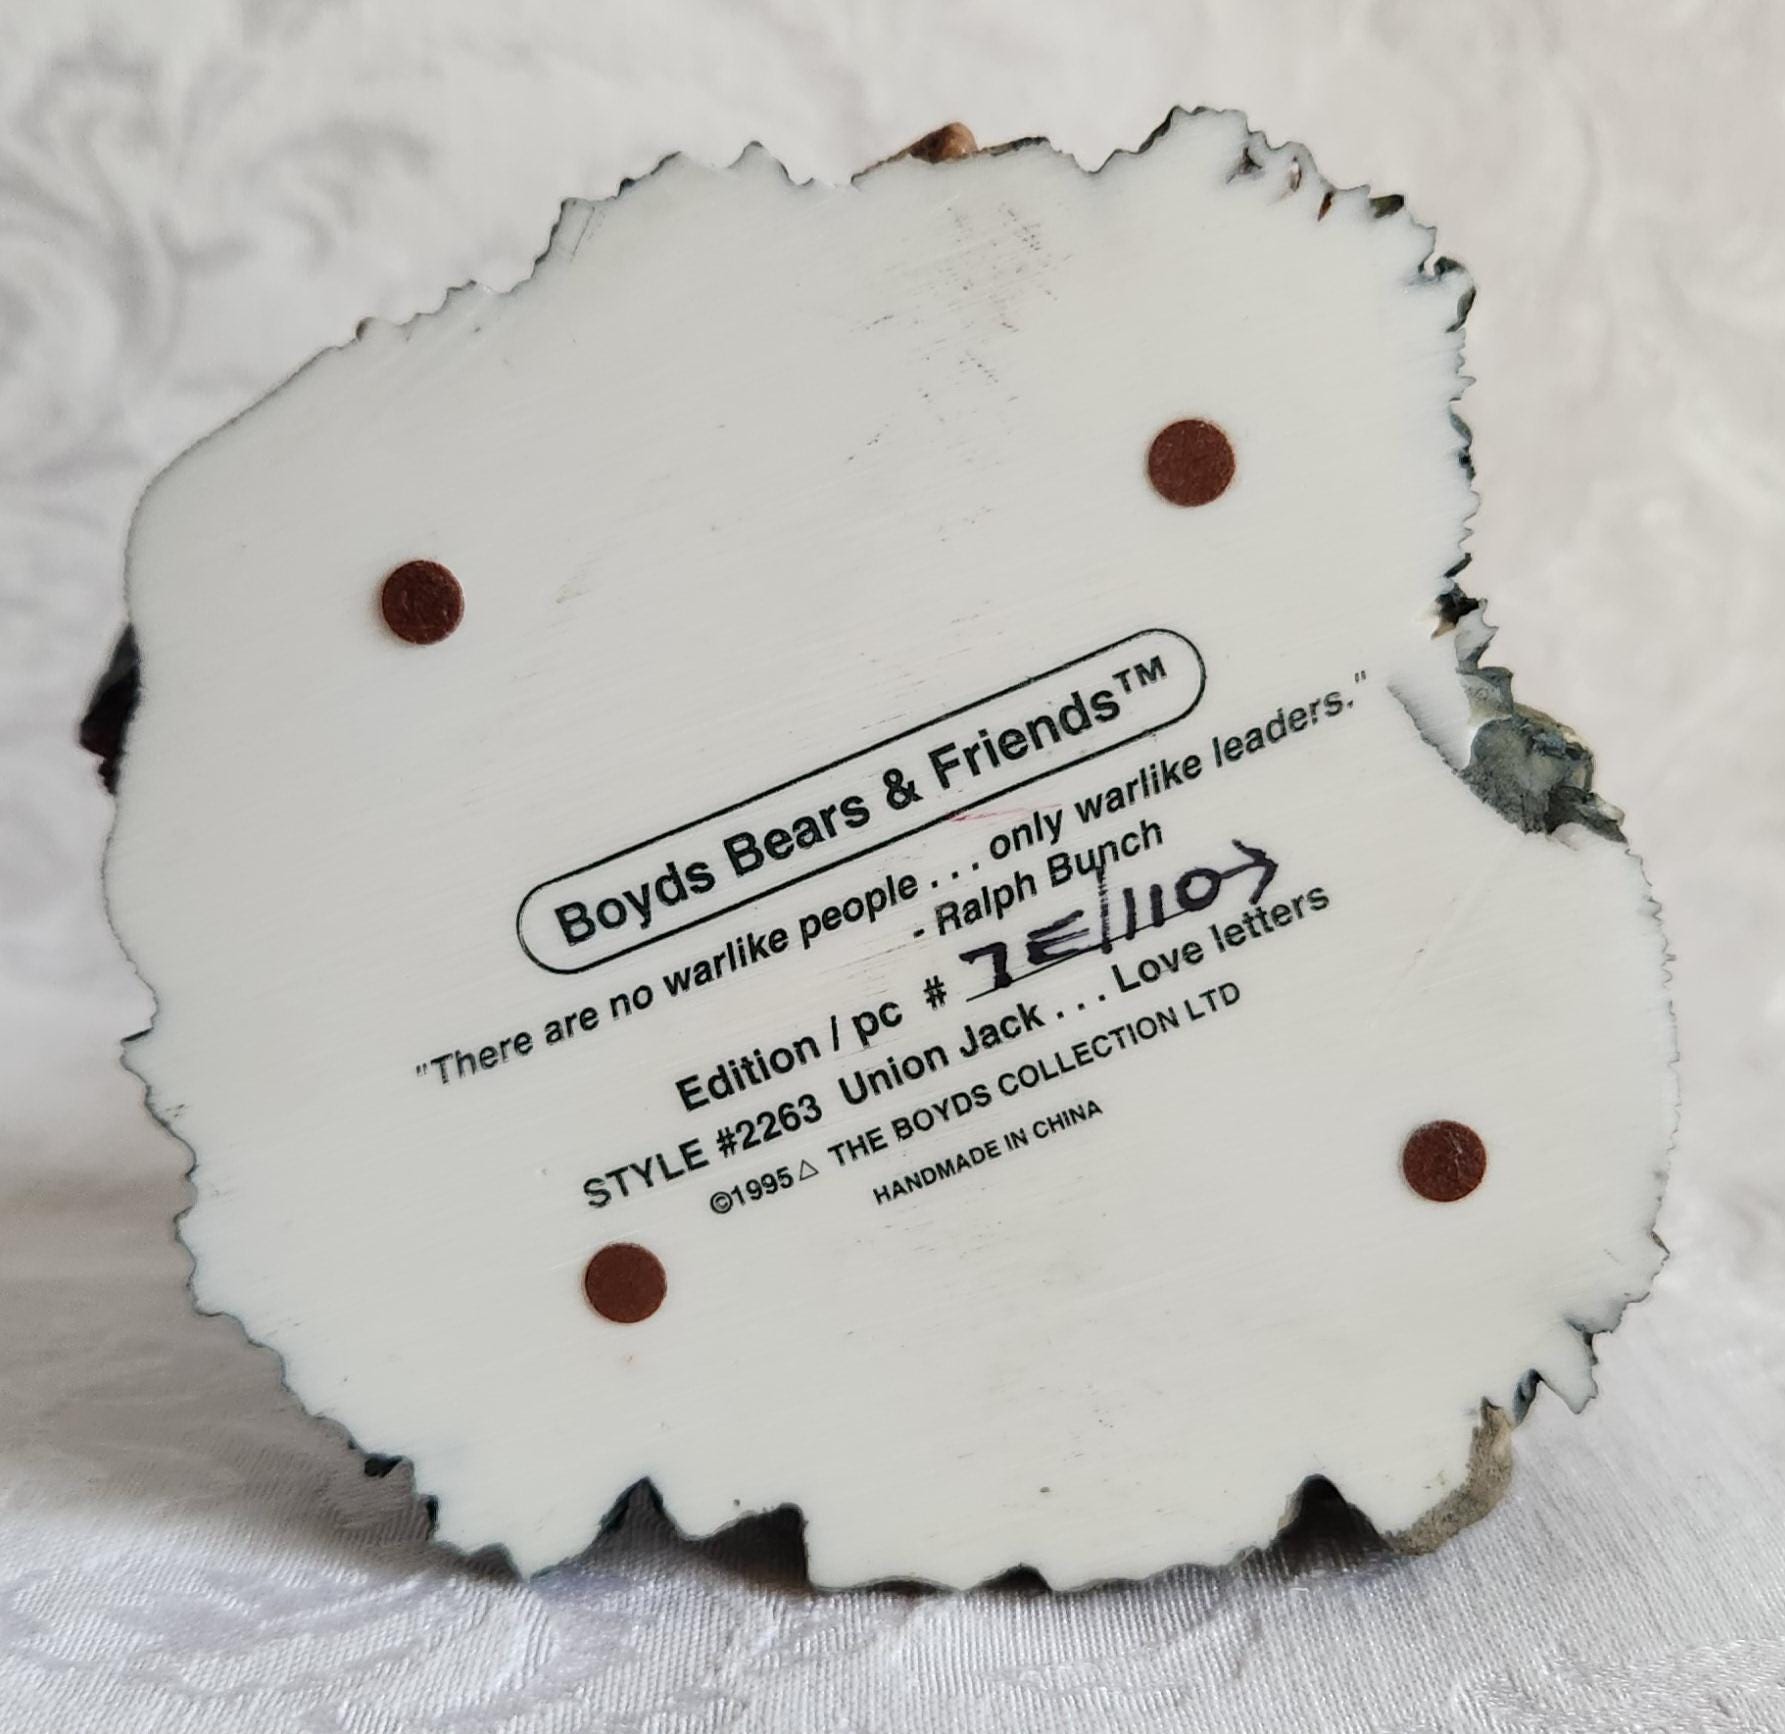 Boyds Bears & Friends™
"There are no warlike people . . . only warlike leaders."
- Ralph Bunch
Edition / pc # 7E/1107
STYLE #2263 Union Jack . . . Love letters
©1995△ THE BOYDS COLLECTION LTD
HANDMADE IN CHINA